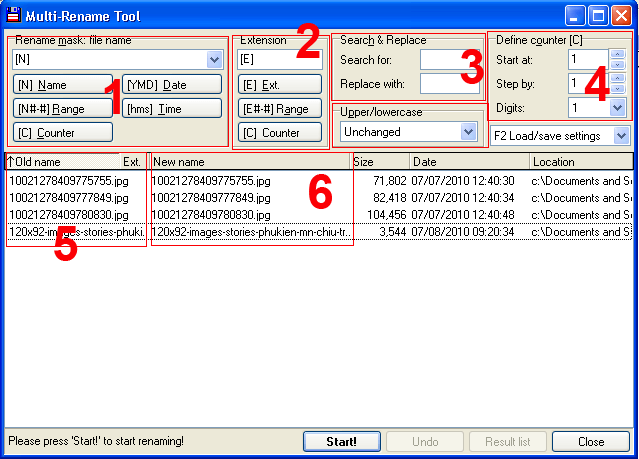 Multi-Rename Tool
Rename mask: file name
[N]
[N] Name
[YMD] Date
[N#-#] Range
[hms] Time
[C] Counter
1
Extension
2
[E]
[E] Ext.
[E#-#] Range
[C] Counter
Search & Replace
Search for:
Replace with:
3
Upper/lowercase
Unchanged
Define counter [C]
Start at: 1
Step by: 1
Digits: 1
4
F2 Load/save settings
↑Old name Ext. New name Size Date Location
10021278409775755.jpg 10021278409775755.jpg 71,802 07/07/2010 12:40:30 c:\Documents and S
10021278409777849.jpg 10021278409777849.jpg 82,418 07/07/2010 12:40:34 c:\Documents and S
10021278409780830.jpg 10021278409780830.jpg 104,456 07/07/2010 12:40:48 c:\Documents and S
120x92-images-stories-phuki... 120x92-images-stories-phukien-mn-chiu-tr... 3,544 07/08/2010 09:20:34 c:\Documents and S
5
6
Please press 'Start!' to start renaming!
Start!
Undo
Result list
Close